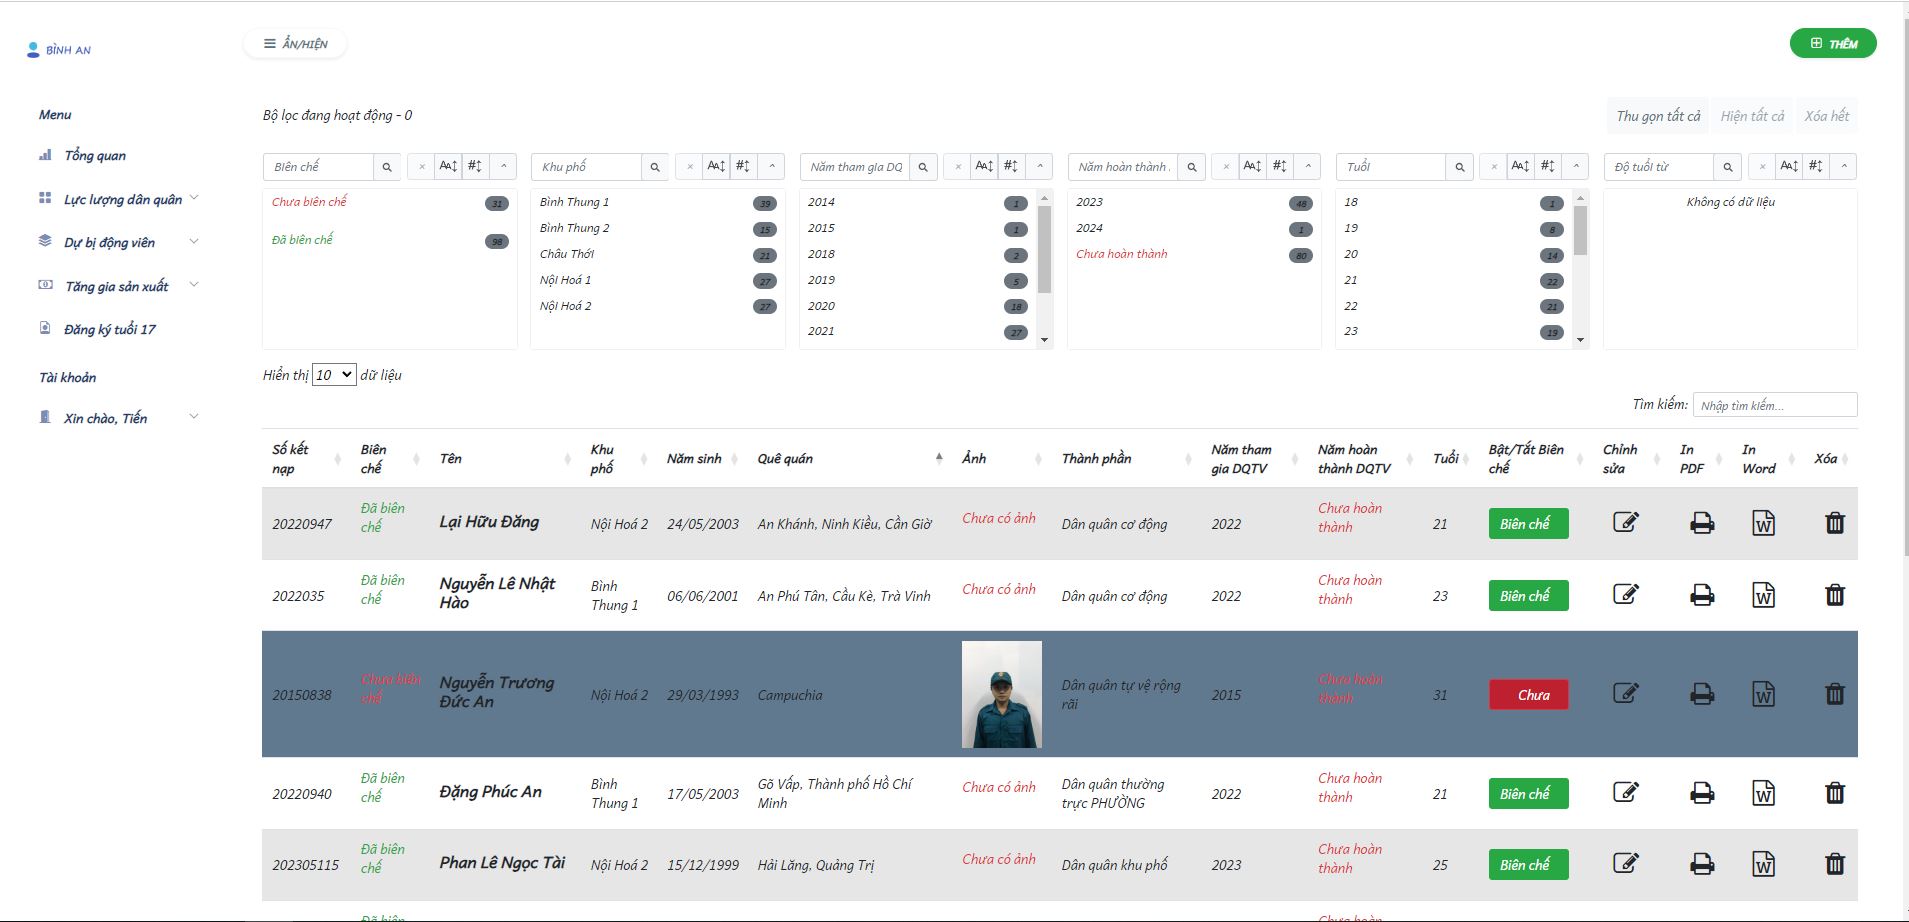 BÌNH AN
ẨN/HIỆN
THÊM
Menu
Tổng quan
Lực lượng dân quân
Dự bị động viên
Tăng gia sản xuất
Đăng ký tuổi 17
Tài khoản
Xin chào, Tiến
Bộ lọc đang hoạt động - 0
Thu gọn tất cả
Hiện tất cả
Xóa hết
Biên chế
Chưa biên chế 31
Đã biên chế 98
Khu phố
Bình Thung 1 39
Bình Thung 2 15
Châu Thới 21
Nội Hoá 1 27
Nội Hoá 2 27
Năm tham gia DQ
2014 1
2015 1
2018 2
2019 5
2020 18
2021 27
Năm hoàn thành
2023 48
2024 1
Chưa hoàn thành 80
Tuổi
18 1
19 8
20 14
21 22
22 21
23 19
Độ tuổi từ
Không có dữ liệu
Hiển thị 10 dữ liệu
Tìm kiếm: Nhập tìm kiếm...
Số kết nạp Biên chế Tên Khu phố Năm sinh Quê quán Ảnh Thành phần Năm tham gia DQTV Năm hoàn thành DQTV Tuổi Bật/Tắt Biên chế Chỉnh sửa In PDF In Word Xóa
20220947 Đã biên chế Lại Hữu Đăng Nội Hoá 2 24/05/2003 An Khánh, Ninh Kiều, Cần Giờ Chưa có ảnh Dân quân cơ động 2022 Chưa hoàn thành 21 Biên chế
2022035 Đã biên chế Nguyễn Lê Nhật Hào Bình Thung 1 06/06/2001 An Phú Tân, Cầu Kè, Trà Vinh Chưa có ảnh Dân quân cơ động 2022 Chưa hoàn thành 23 Biên chế
20150838 Chưa biên chế Nguyễn Trương Đức An Nội Hoá 2 29/03/1993 Campuchia Dân quân tự vệ rộng rãi 2015 Chưa hoàn thành 31 Chưa
20220940 Đã biên chế Đặng Phúc An Bình Thung 1 17/05/2003 Gõ Vấp, Thành phố Hồ Chí Minh Chưa có ảnh Dân quân thường trực PHƯỜNG 2022 Chưa hoàn thành 21 Biên chế
202305115 Đã biên chế Phan Lê Ngọc Tài Nội Hoá 2 15/12/1999 Hải Lăng, Quảng Trị Chưa có ảnh Dân quân khu phố 2023 Chưa hoàn thành 25 Biên chế